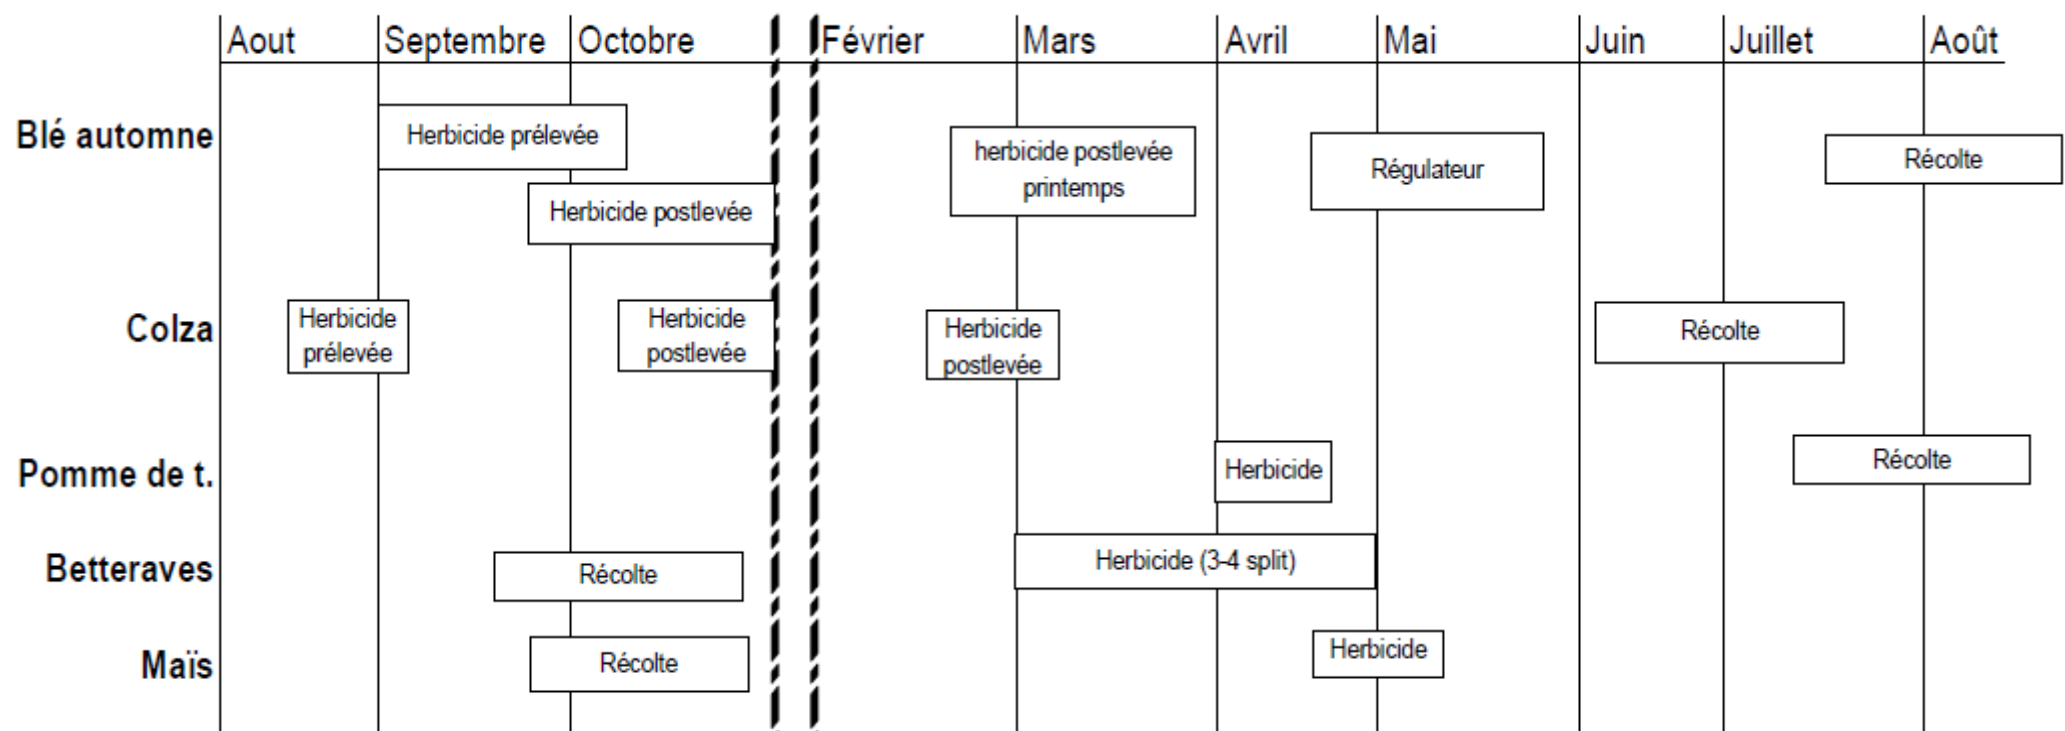 Aout Septembre Octobre Février Mars Avril Mai Juin Juillet Août
Blé automne
Herbicide prélevée
herbicide postlevée
printemps
Régulateur
Récolte
Herbicide postlevée
Colza
Herbicide
prélevée
Herbicide
postlevée
Herbicide
postlevée
Récolte
Pomme de t.
Herbicide
Récolte
Betteraves
Récolte
Herbicide (3-4 split)
Maïs
Récolte
Herbicide